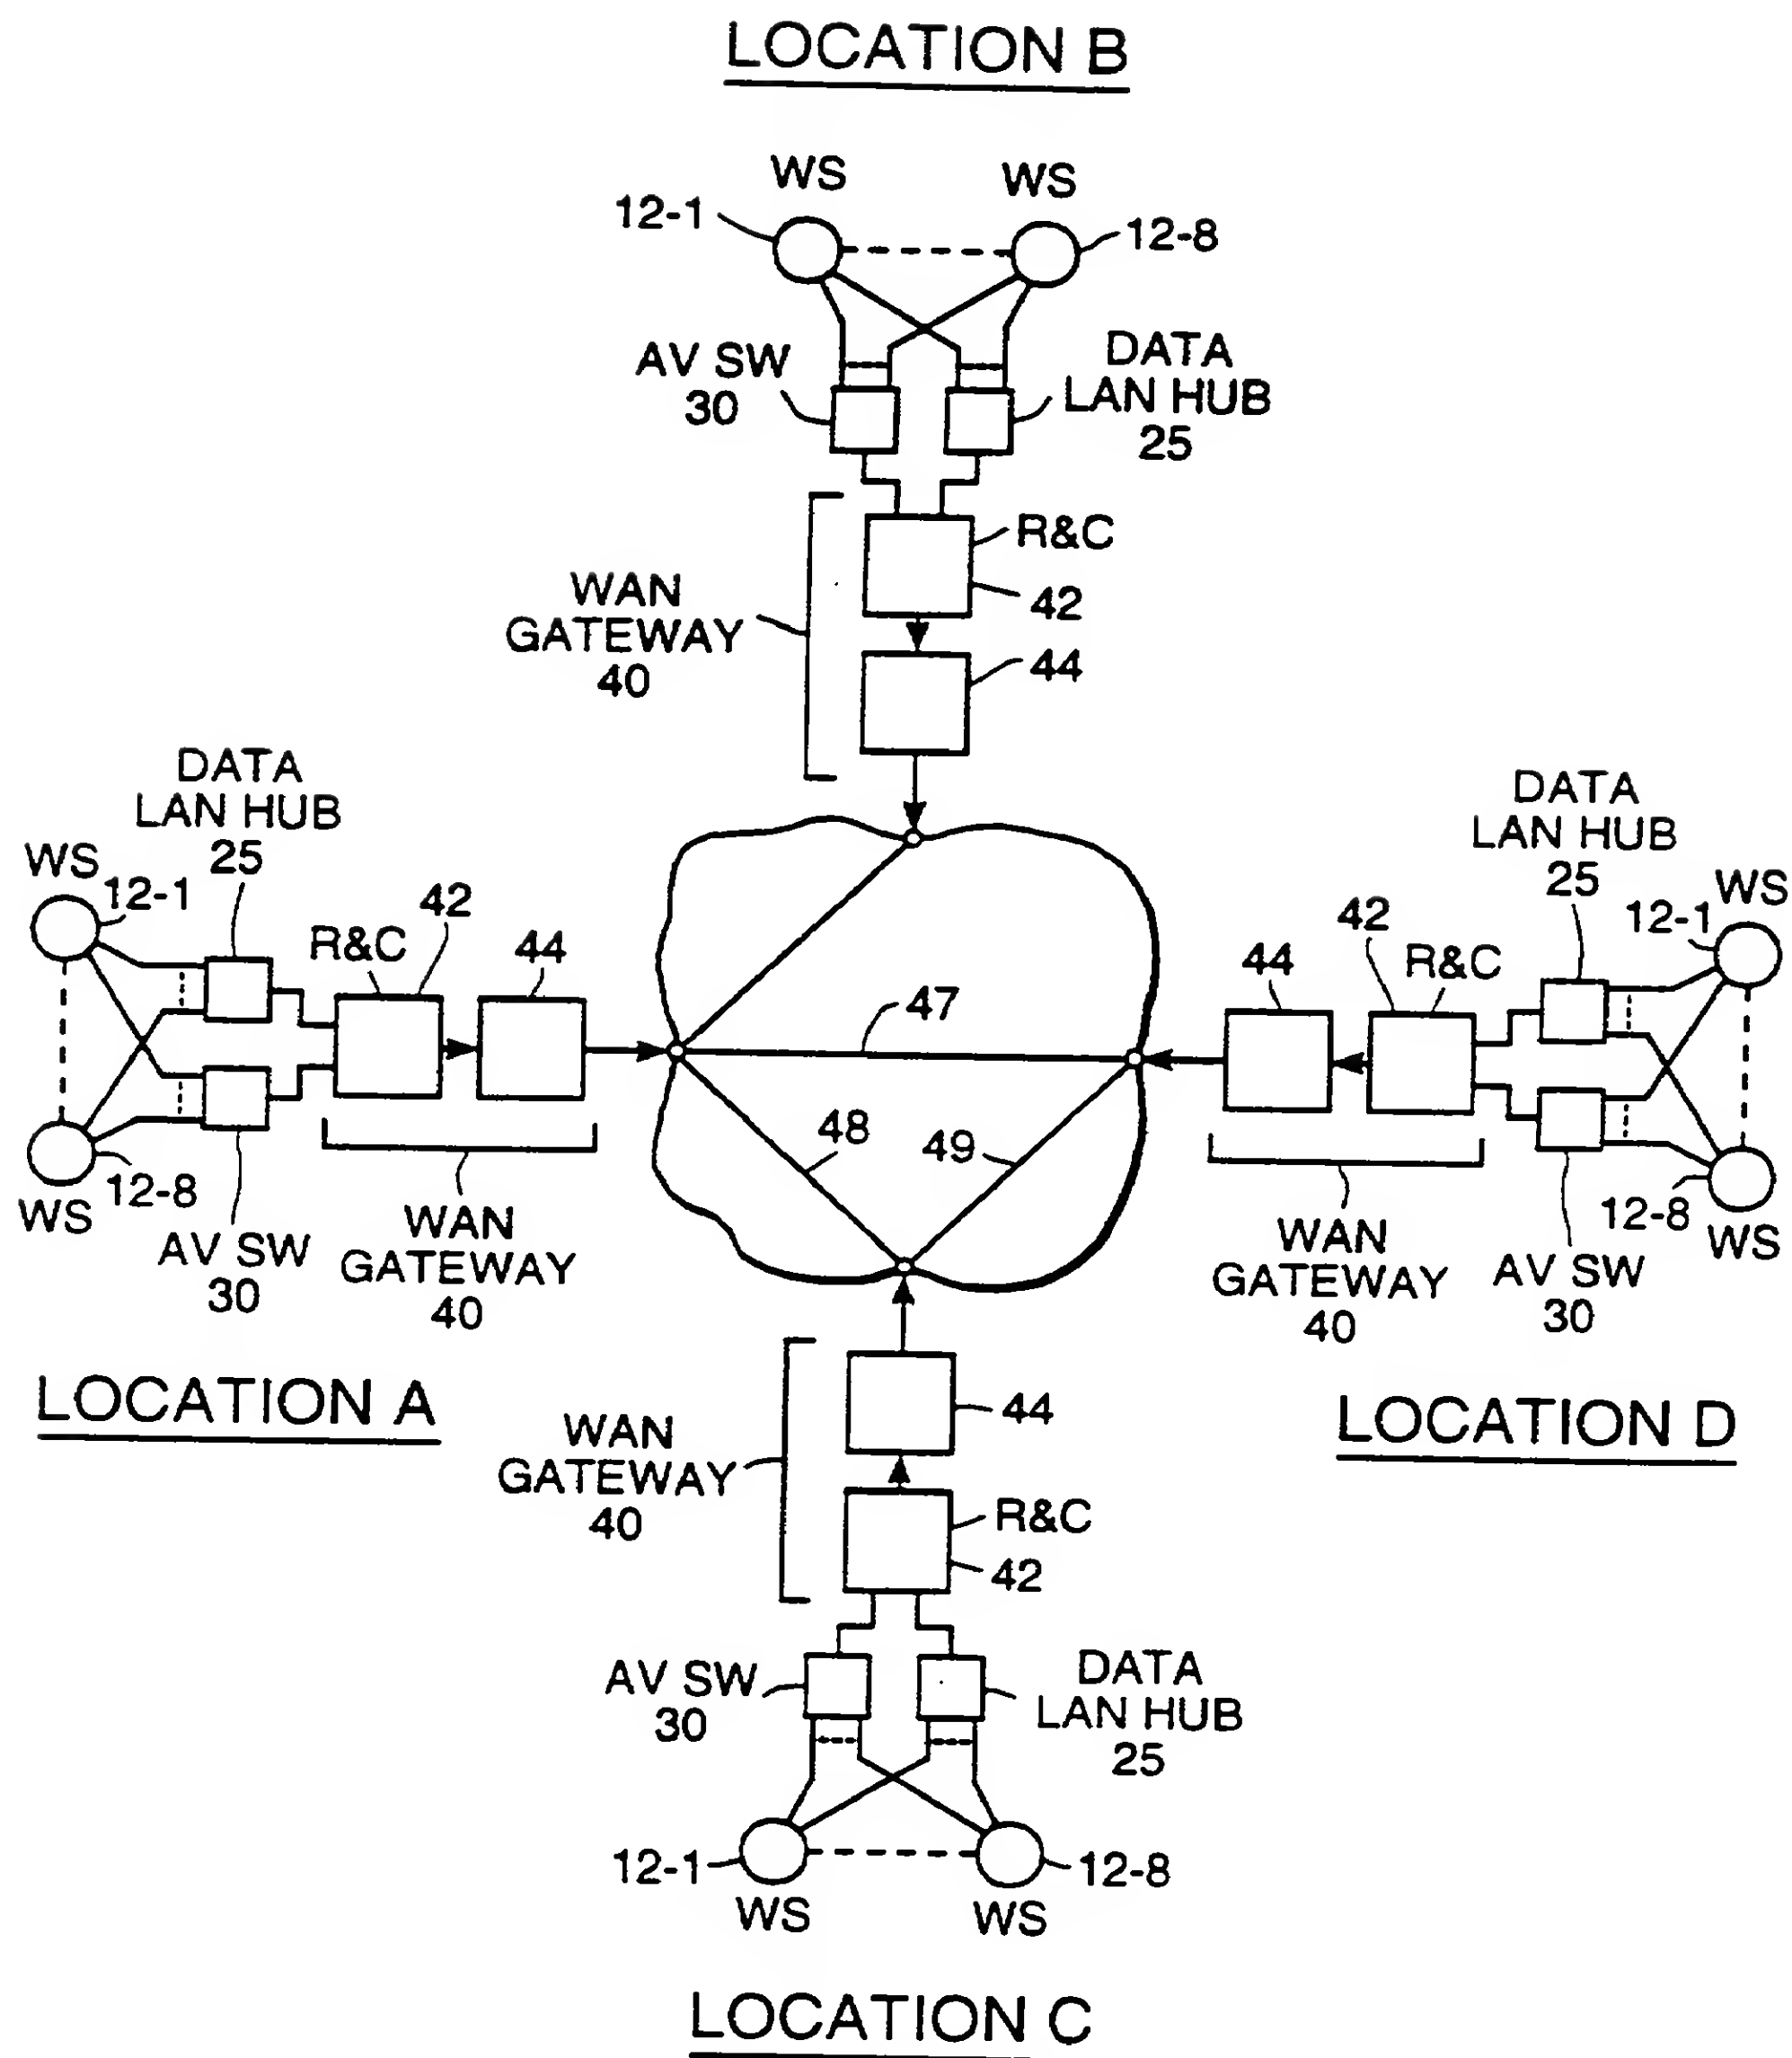 LOCATION B
WS
WS
12-1
12-8
AV SW
30
DATA
LAN HUB
25
R&C
42
WAN
GATEWAY
40
44
DATA
LAN HUB
25
WS
12-1
42
R&C
44
12-8
WS
AV SW
30
WAN
GATEWAY
40
LOCATION A
47
48
49
DATA
LAN HUB
25
WS
12-1
42
R&C
44
12-8
WS
WAN
GATEWAY
40
AV SW
30
LOCATION D
44
WAN
GATEWAY
40
R&C
42
AV SW
30
DATA
LAN HUB
25
12-1
12-8
WS
WS
LOCATION C